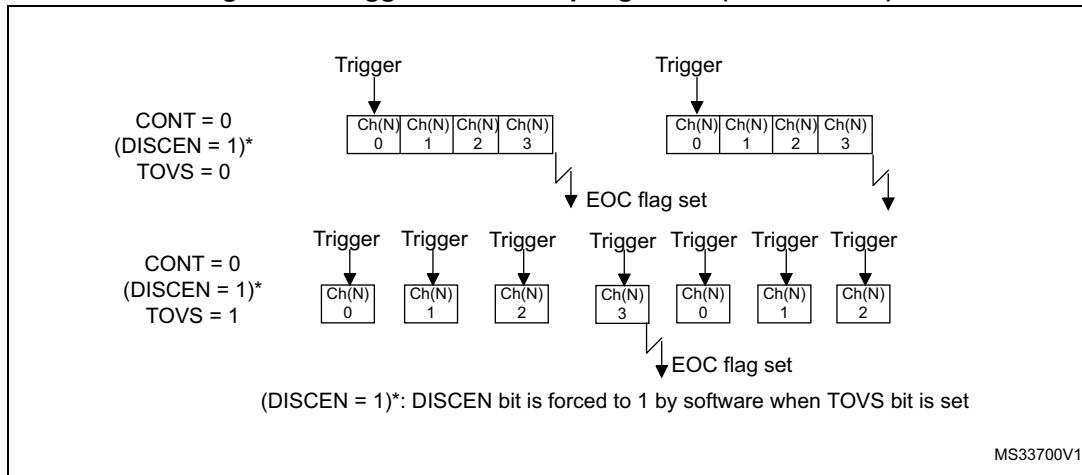 Trigger
Trigger
CONT = 0
(DISCEN = 1)*
TOVS = 0
Ch(N) Ch(N) Ch(N) Ch(N)
0 1 2 3
Ch(N) Ch(N) Ch(N) Ch(N)
0 1 2 3
EOC flag set
Trigger Trigger Trigger Trigger Trigger Trigger Trigger
CONT = 0
(DISCEN = 1)*
TOVS = 1
Ch(N) Ch(N) Ch(N) Ch(N) Ch(N) Ch(N) Ch(N)
0 1 2 3 0 1 2
EOC flag set
(DISCEN = 1)*: DISCEN bit is forced to 1 by software when TOVS bit is set
MS33700V1